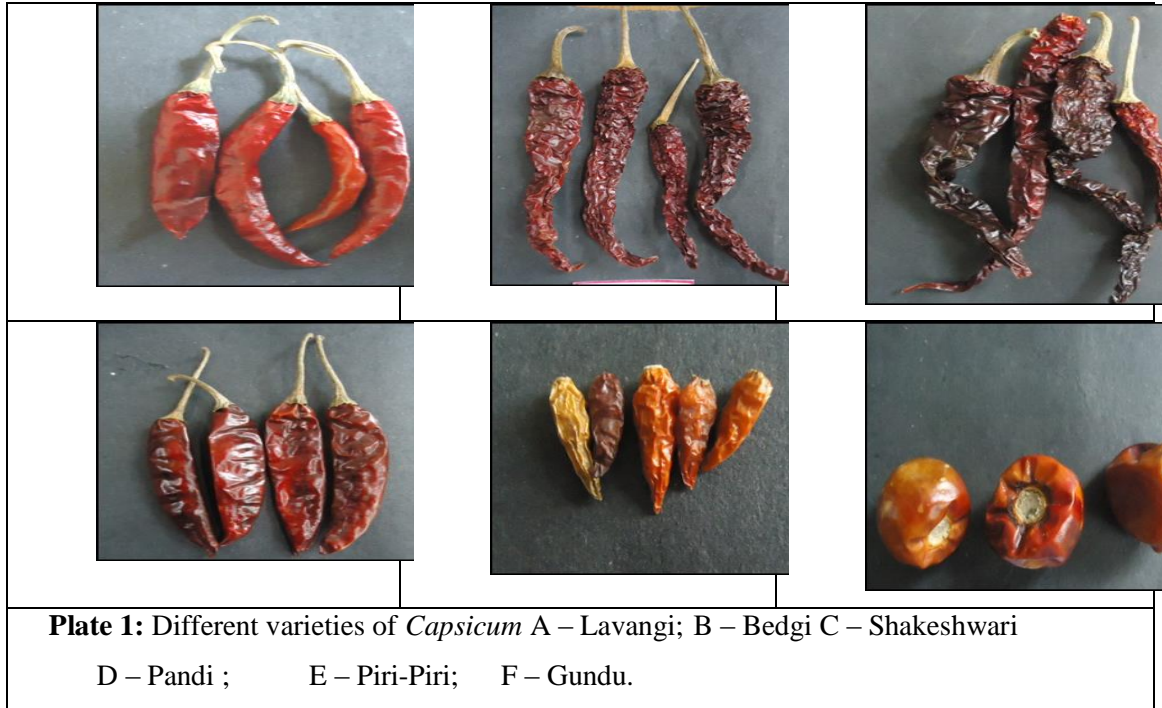 Plate 1: Different varieties of Capsicum A – Lavangi; B – Bedgi C – Shakeshwari
D – Pandi ; E – Piri-Piri; F – Gundu.